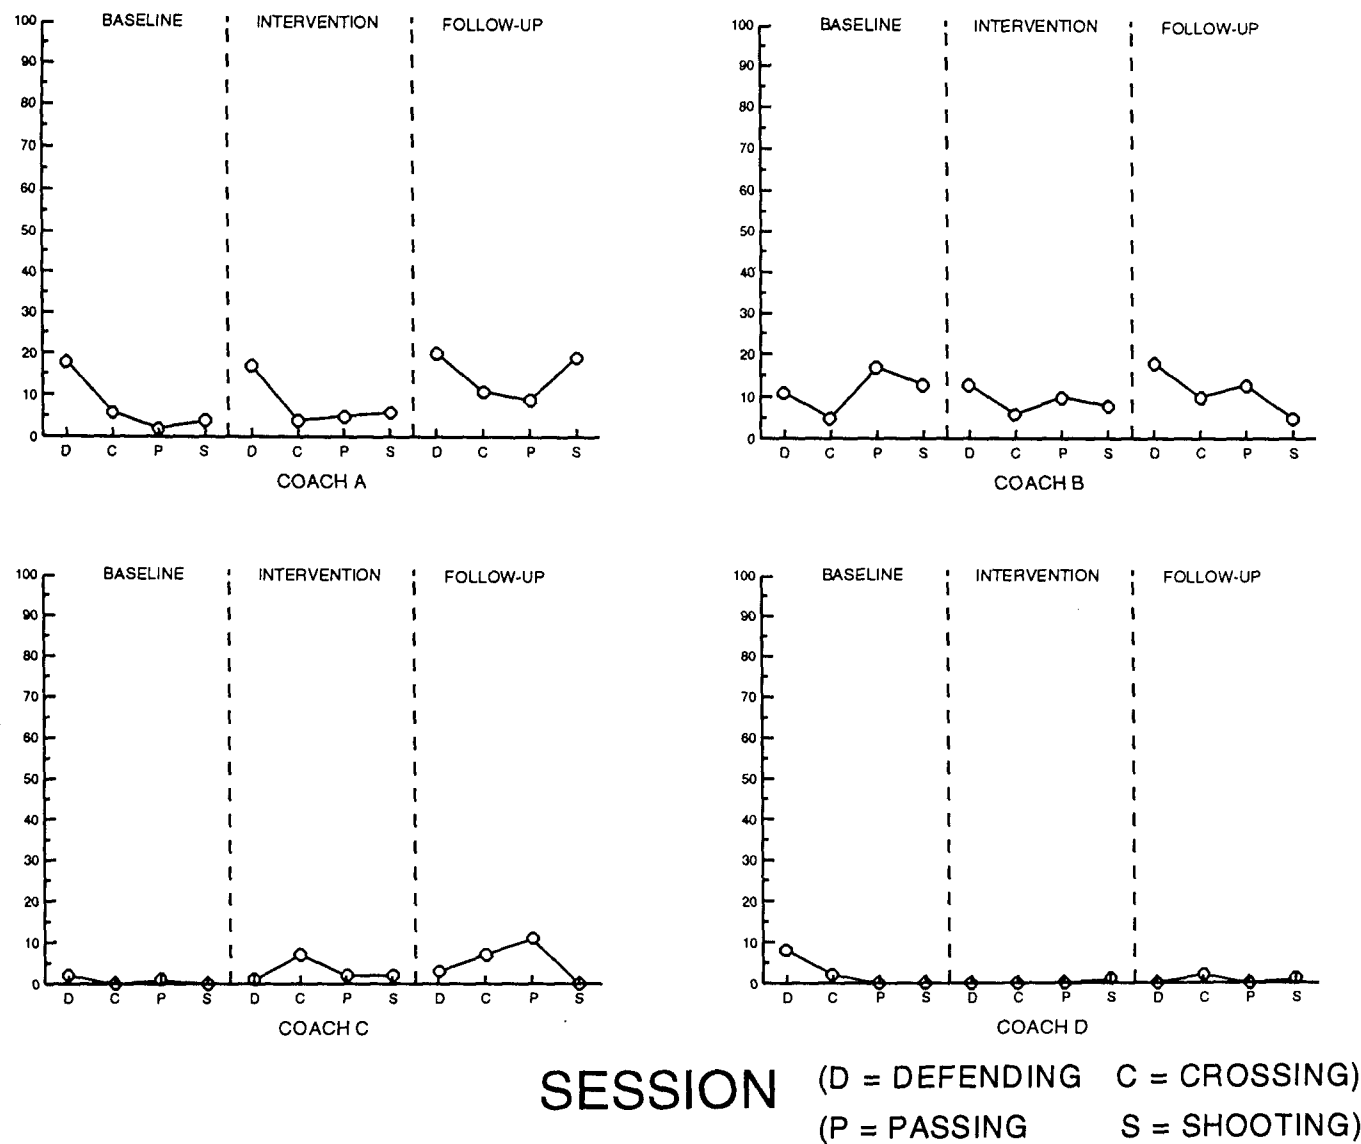 BASELINE INTERVENTION FOLLOW-UP
100
90
80
70
60
50
40
30
20
10
0
D C P S D C P S D C P S
COACH A
BASELINE INTERVENTION FOLLOW-UP
100
90
80
70
60
50
40
30
20
10
0
D C P S D C P S D C P S
COACH B
BASELINE INTERVENTION FOLLOW-UP
100
90
80
70
60
50
40
30
20
10
0
D C P S D C P S D C P S
COACH C
BASELINE INTERVENTION FOLLOW-UP
100
90
80
70
60
50
40
30
20
10
0
D C P S D C P S D C P S
COACH D
SESSION
(D = DEFENDING C = CROSSING)
(P = PASSING S = SHOOTING)